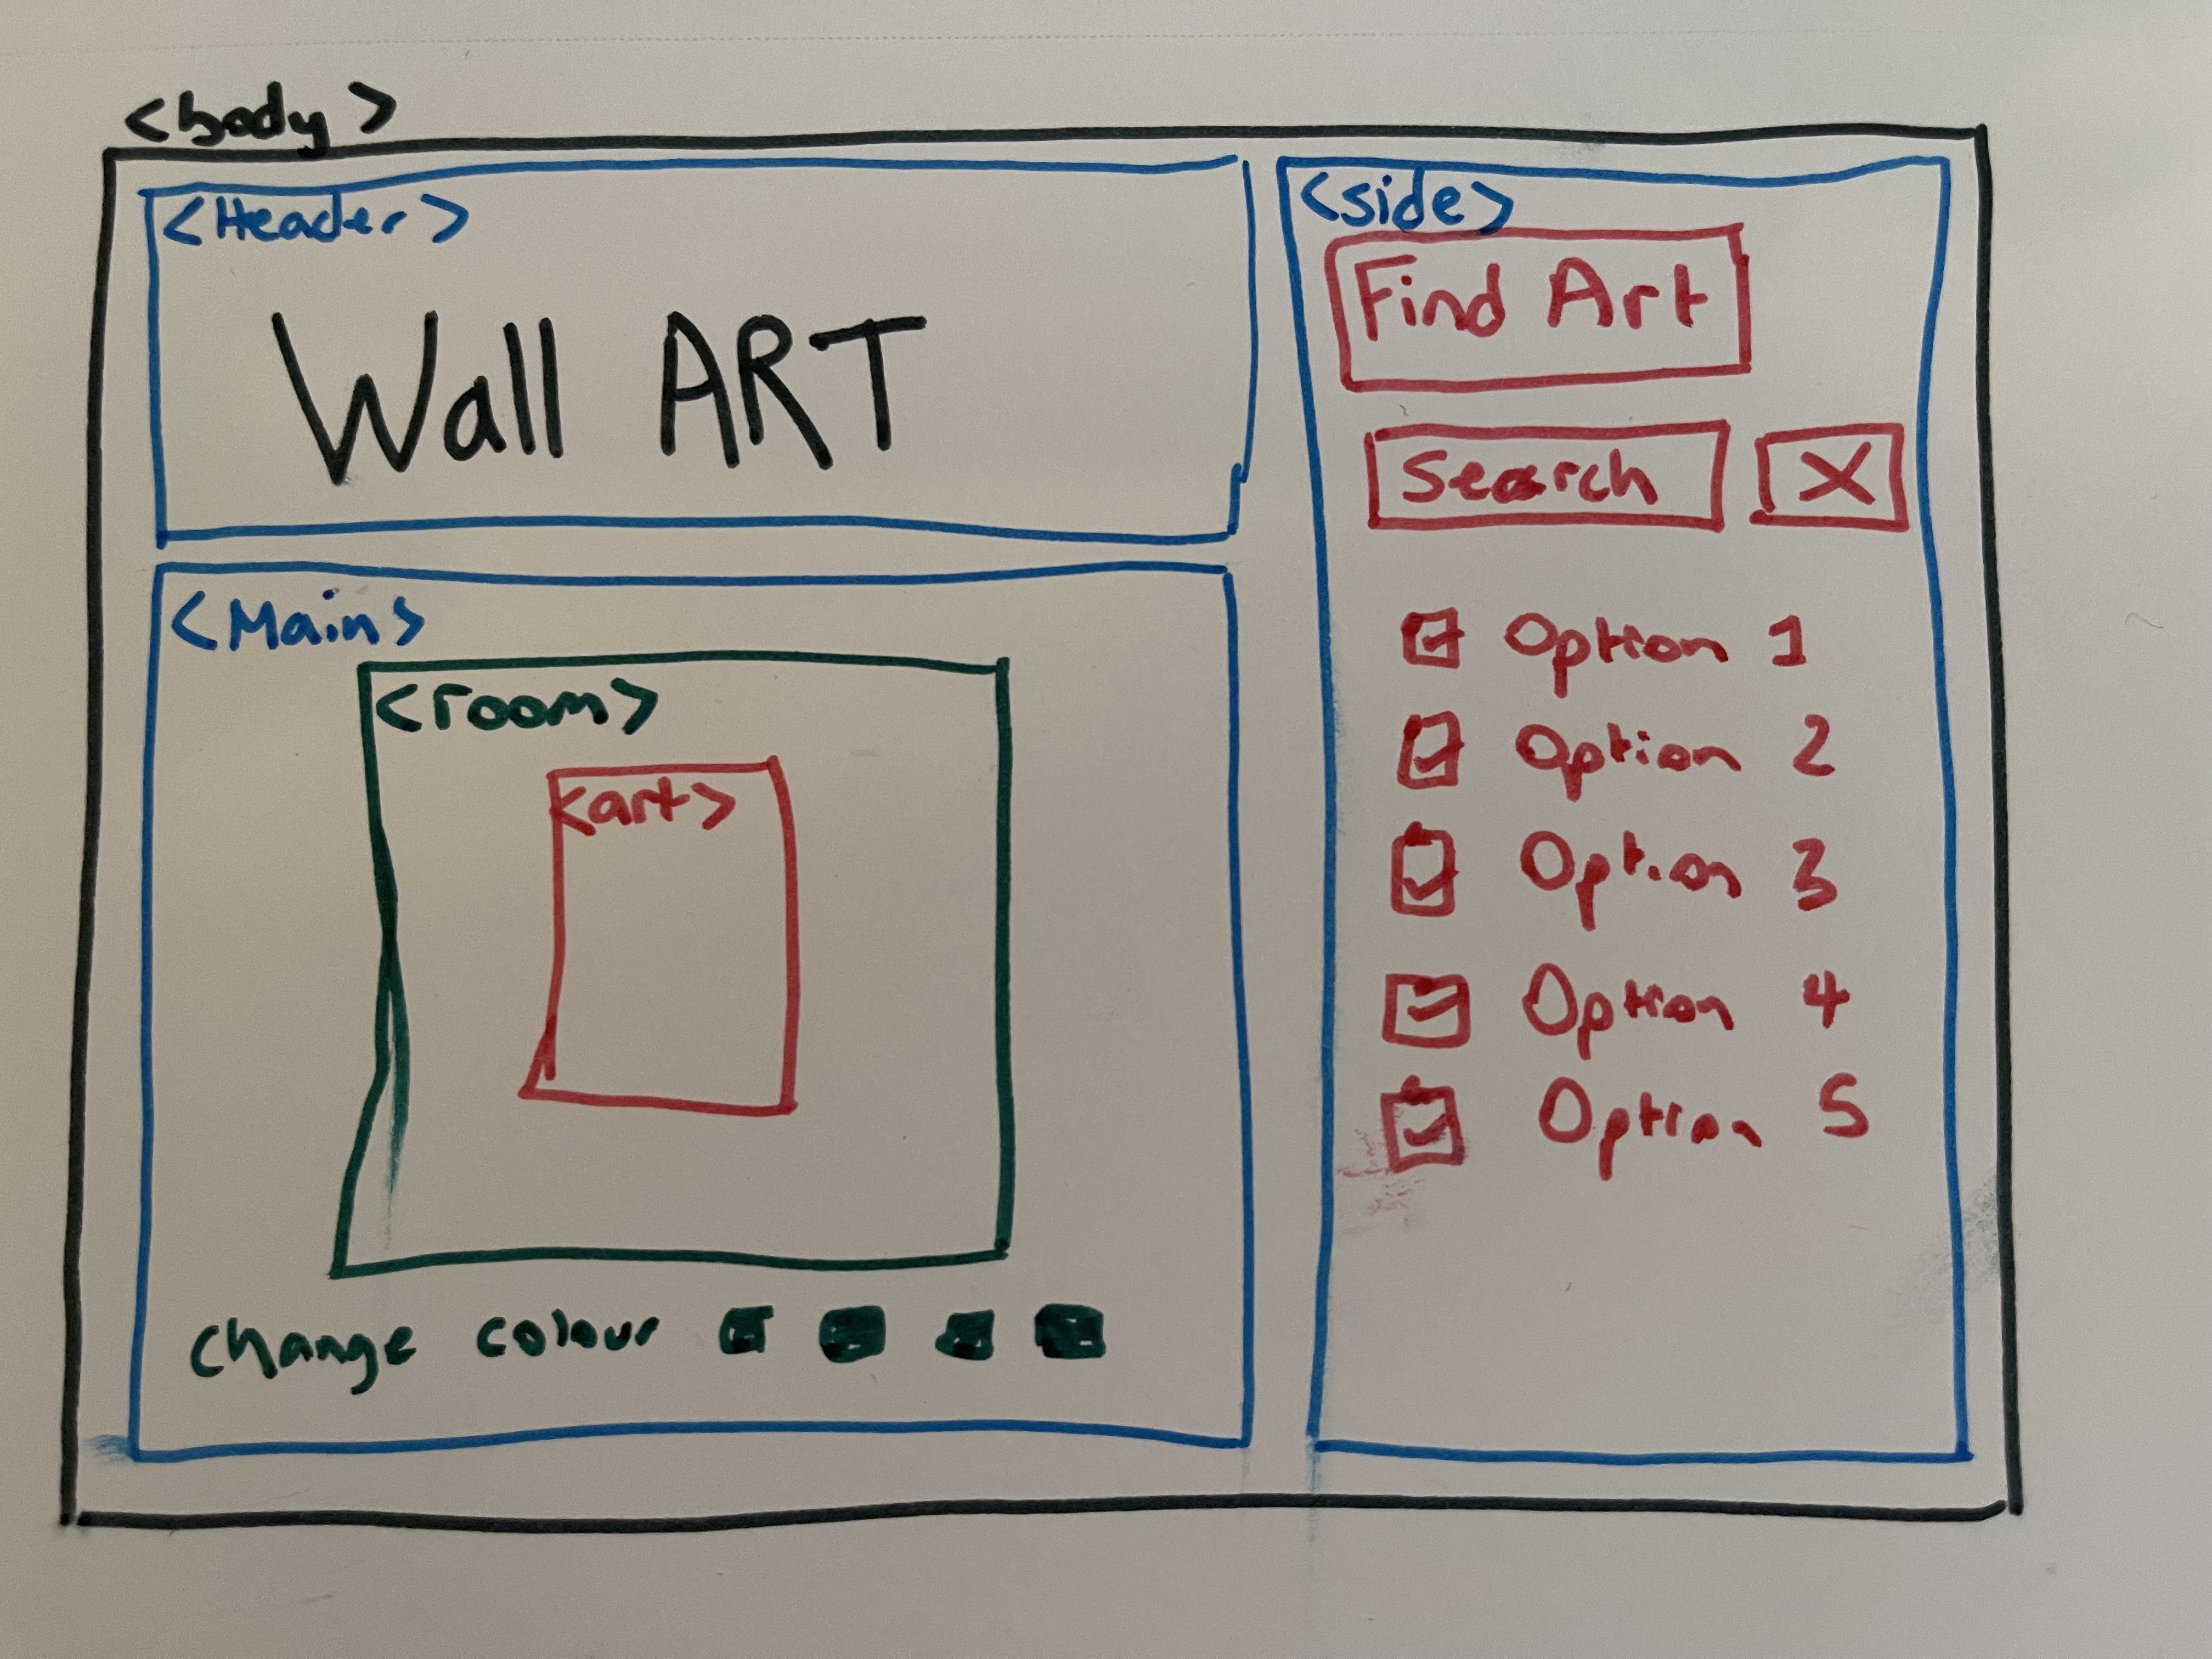 <body>
<Header>
Wall ART
<Main>
<room>
<art>
Change colour
<side>
Find Art
Search X
Option 1
Option 2
Option 3
Option 4
Option 5